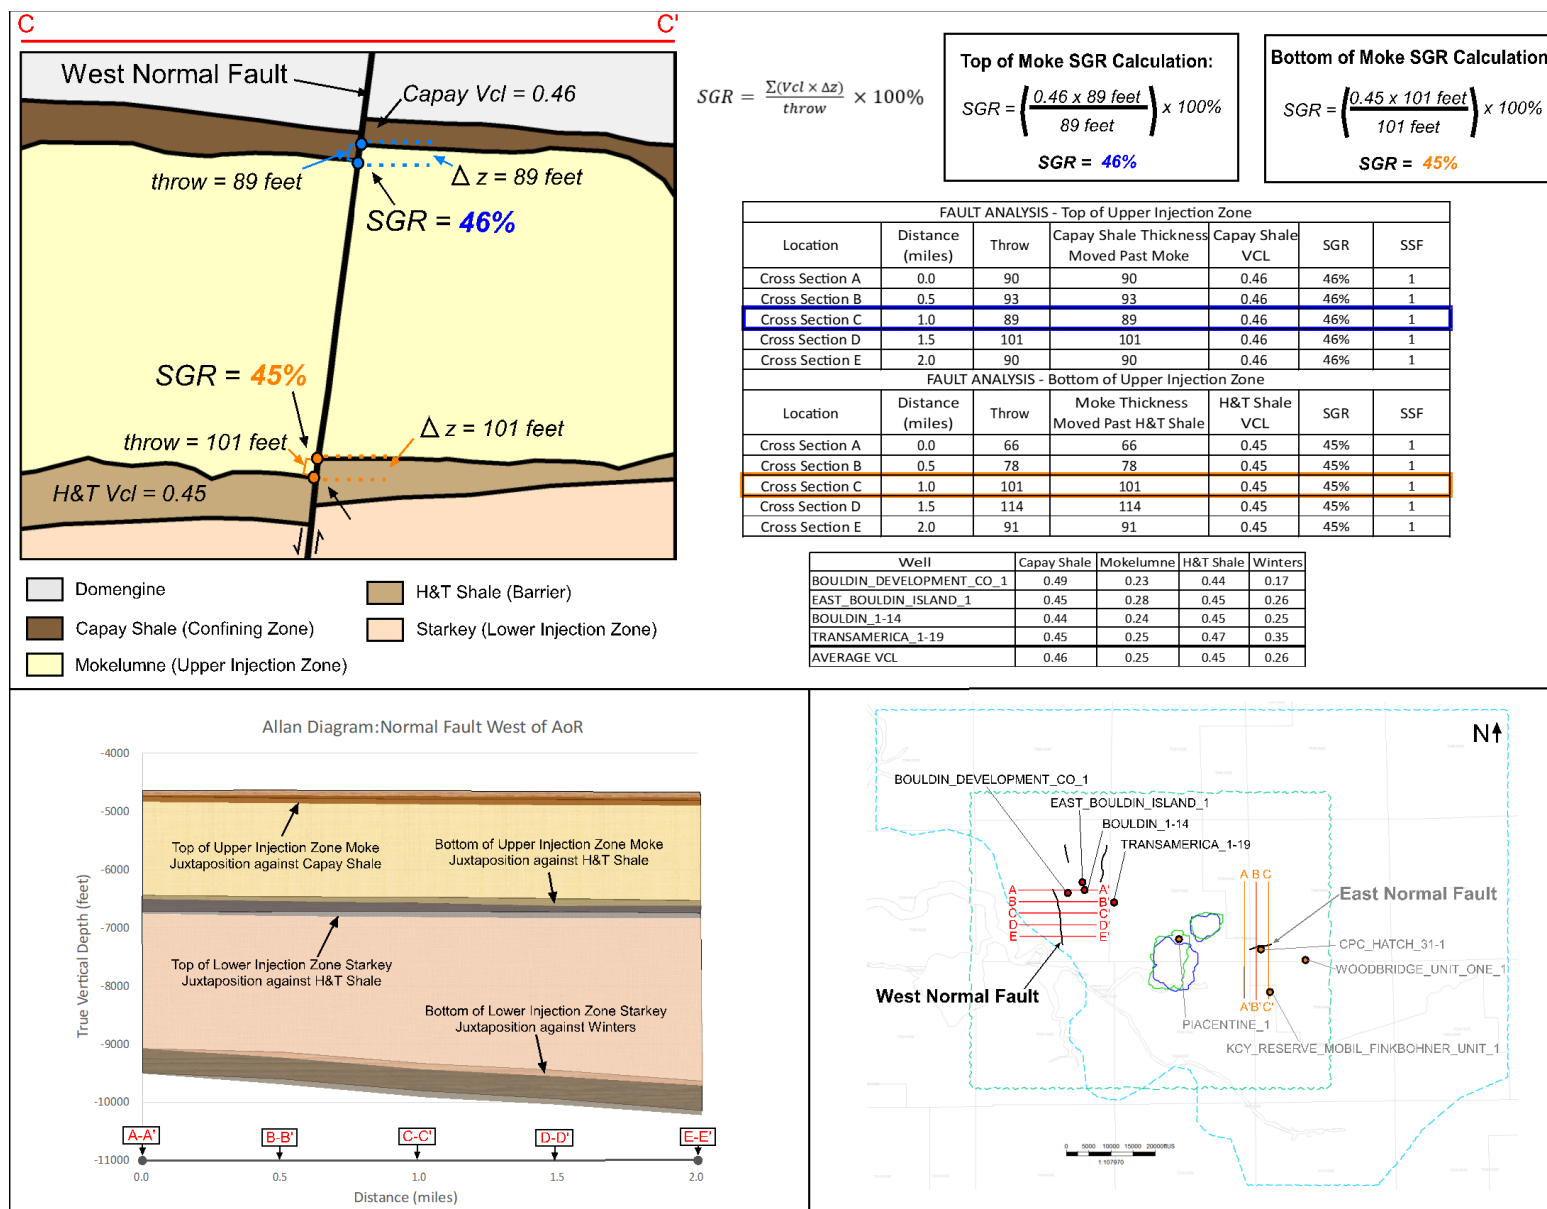 C C'
West Normal Fault
Capay Vcl = 0.46
throw = 89 feet
Δ z = 89 feet
SGR = 46%
SGR = 45%
throw = 101 feet
Δ z = 101 feet
H&T Vcl = 0.45
Domengine
Capay Shale (Confining Zone)
Mokelumne (Upper Injection Zone)
H&T Shale (Barrier)
Starkey (Lower Injection Zone)
SGR = Σ(Vcl × Δz) / throw × 100%
Top of Moke SGR Calculation:
SGR = (0.46 x 89 feet / 89 feet) x 100%
SGR = 46%
Bottom of Moke SGR Calculation
SGR = (0.45 x 101 feet / 101 feet) x 100%
SGR = 45%
FAULT ANALYSIS - Top of Upper Injection Zone
Location Distance (miles) Throw Capay Shale Thickness Moved Past Moke Capay Shale VCL SGR SSF
Cross Section A 0.0 90 90 0.46 46% 1
Cross Section B 0.5 93 93 0.46 46% 1
Cross Section C 1.0 89 89 0.46 46% 1
Cross Section D 1.5 101 101 0.46 46% 1
Cross Section E 2.0 90 90 0.46 46% 1
FAULT ANALYSIS - Bottom of Upper Injection Zone
Location Distance (miles) Throw Moke Thickness Moved Past H&T Shale H&T Shale VCL SGR SSF
Cross Section A 0.0 66 66 0.45 45% 1
Cross Section B 0.5 78 78 0.45 45% 1
Cross Section C 1.0 101 101 0.45 45% 1
Cross Section D 1.5 114 114 0.45 45% 1
Cross Section E 2.0 91 91 0.45 45% 1
Well Capay Shale Mokelumne H&T Shale Winters
BOULDIN_DEVELOPMENT_CO_1 0.49 0.23 0.44 0.17
EAST_BOULDIN_ISLAND_1 0.45 0.28 0.45 0.26
BOULDIN_1-14 0.44 0.24 0.45 0.25
TRANSAMERICA_1-19 0.45 0.25 0.47 0.35
AVERAGE VCL 0.46 0.25 0.45 0.26
Allan Diagram:Normal Fault West of AoR
True Vertical Depth (feet)
-4000
-5000
-6000
-7000
-8000
-9000
-10000
-11000
Top of Upper Injection Zone Moke
Juxtaposition against Capay Shale
Bottom of Upper Injection Zone Moke
Juxtaposition against H&T Shale
Top of Lower Injection Zone Starkey
Juxtaposition against H&T Shale
Bottom of Lower Injection Zone Starkey
Juxtaposition against Winters
A-A' B-B' C-C' D-D' E-E'
0.0 0.5 1.0 1.5 2.0
Distance (miles)
N
BOULDIN_DEVELOPMENT_CO_1
EAST_BOULDIN_ISLAND_1
BOULDIN_1-14
TRANSAMERICA_1-19
A A'
B B'
C C'
D D'
E E'
A B C
East Normal Fault
CPC_HATCH_31-1
WOODBRIDGE_UNIT_ONE_1
West Normal Fault
A' B' C'
PIACENTINE_1
KCY_RESERVE_MOBIL_FINKBOHNER_UNIT_1
0 5000 10000 15000 20000ftUS
1:107970